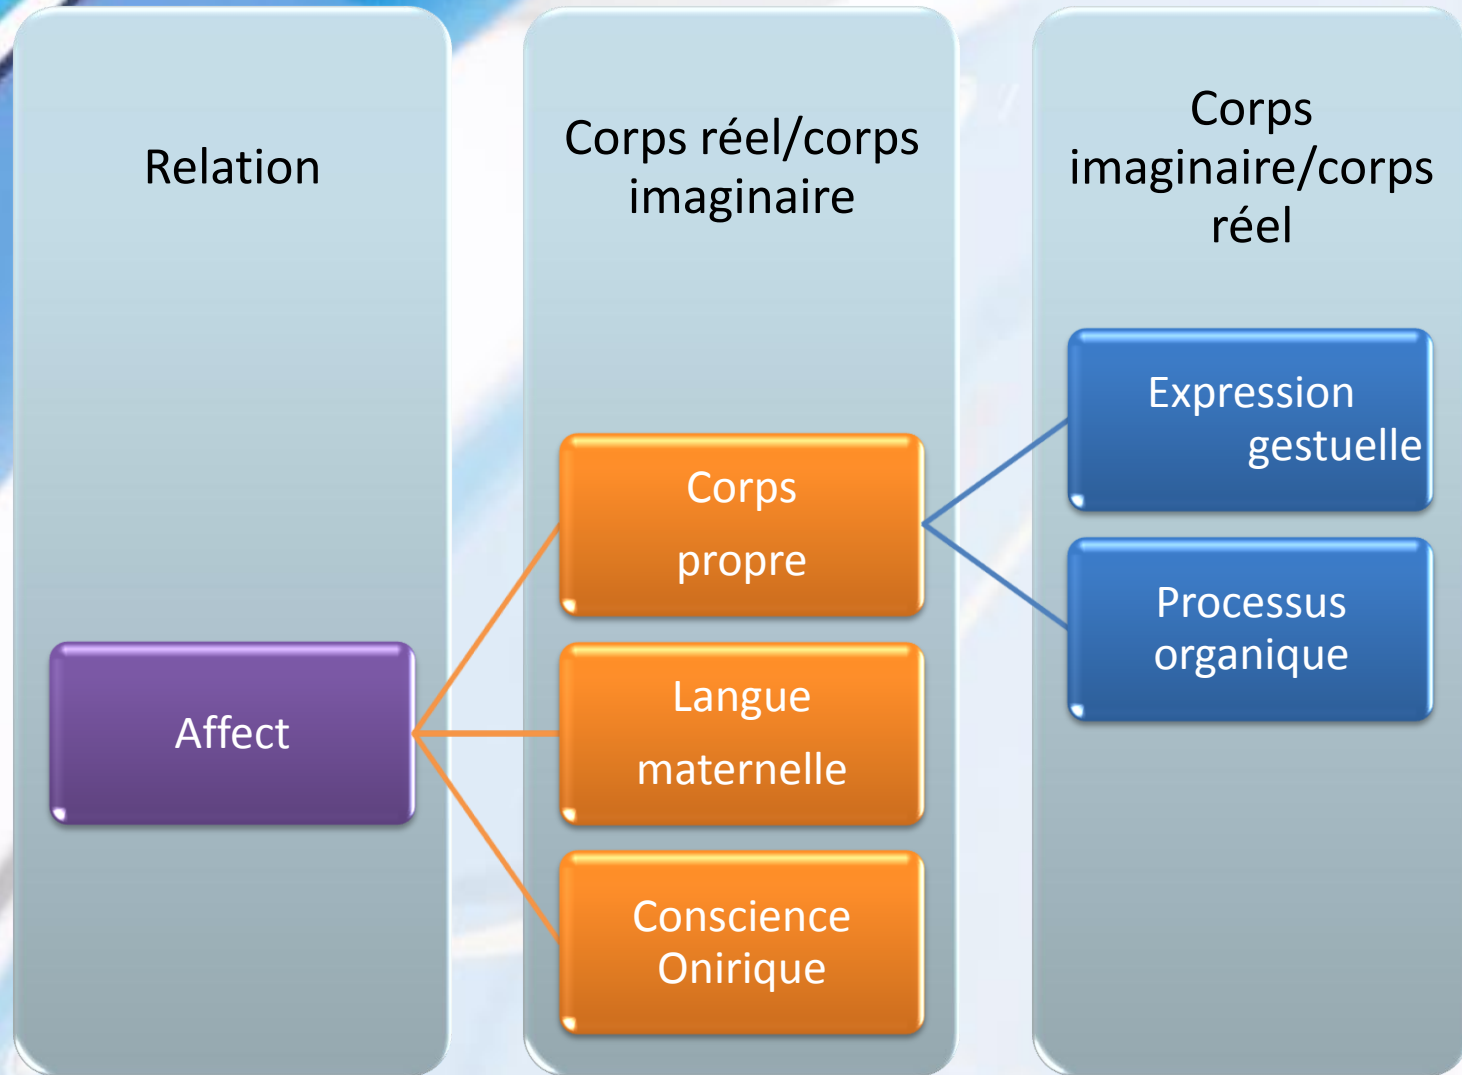 Relation
Corps réel/corps
imaginaire
Corps
imaginaire/corps
réel
Affect
Corps
propre
Langue
maternelle
Conscience
Onirique
Expression
gestuelle
Processus
organique